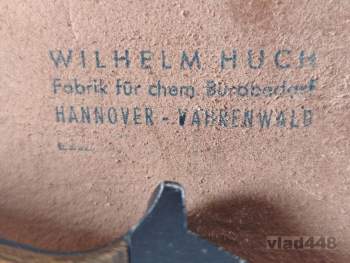 WILHELM HUCH
Fabrik für chem. Bürobedarf
HANNOVER - VAHRENWALD
vlad448